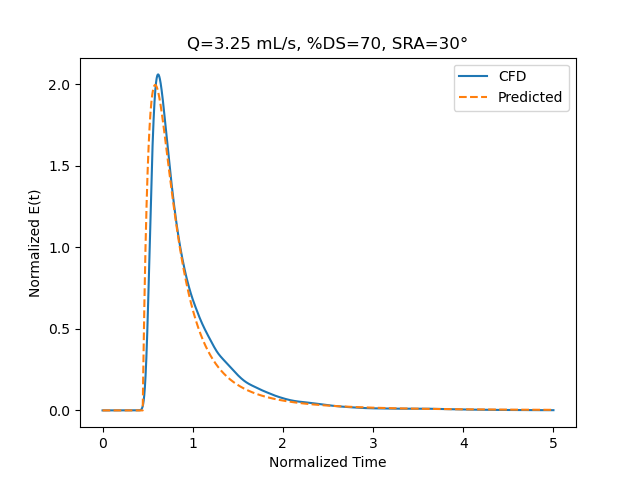 Q=3.25 mL/s, %DS=70, SRA=30°
CFD
Predicted
Normalized E(t)
2.0
1.5
1.0
0.5
0.0
0 1 2 3 4 5
Normalized Time